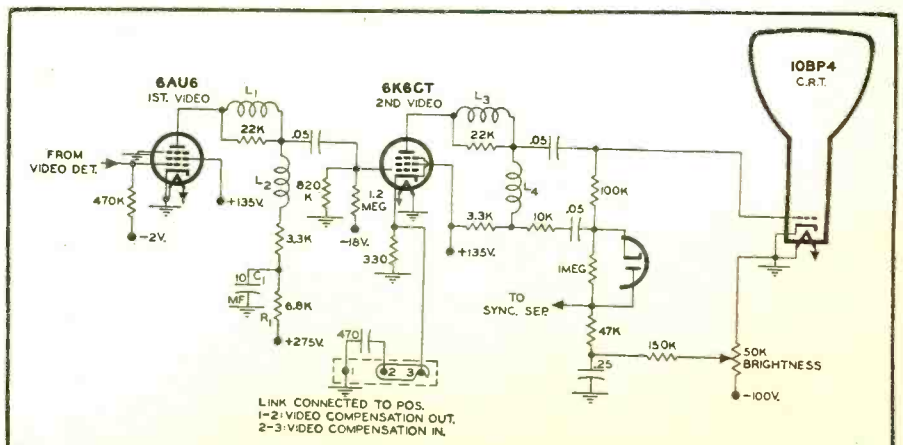 10BP4
C.R.T.
6AU6
1ST. VIDEO
L1
22K
.05
6K6GT
2ND VIDEO
L3
22K
.05
FROM
VIDEO DET.
470K
-2V.
+135V.
L2
820
K
1.2
MEG
-18V.
3.3K
10
C1
MF
6.8K
R1
+275V.
330
+135V.
L4
3.3K
10K
.05
100K
1MEG
TO
SYNC. SEP.
47K
150K
.25
50K
BRIGHTNESS
-100V.
470
1
2
3
LINK CONNECTED TO POS.
1-2: VIDEO COMPENSATION OUT.
2-3: VIDEO COMPENSATION IN.